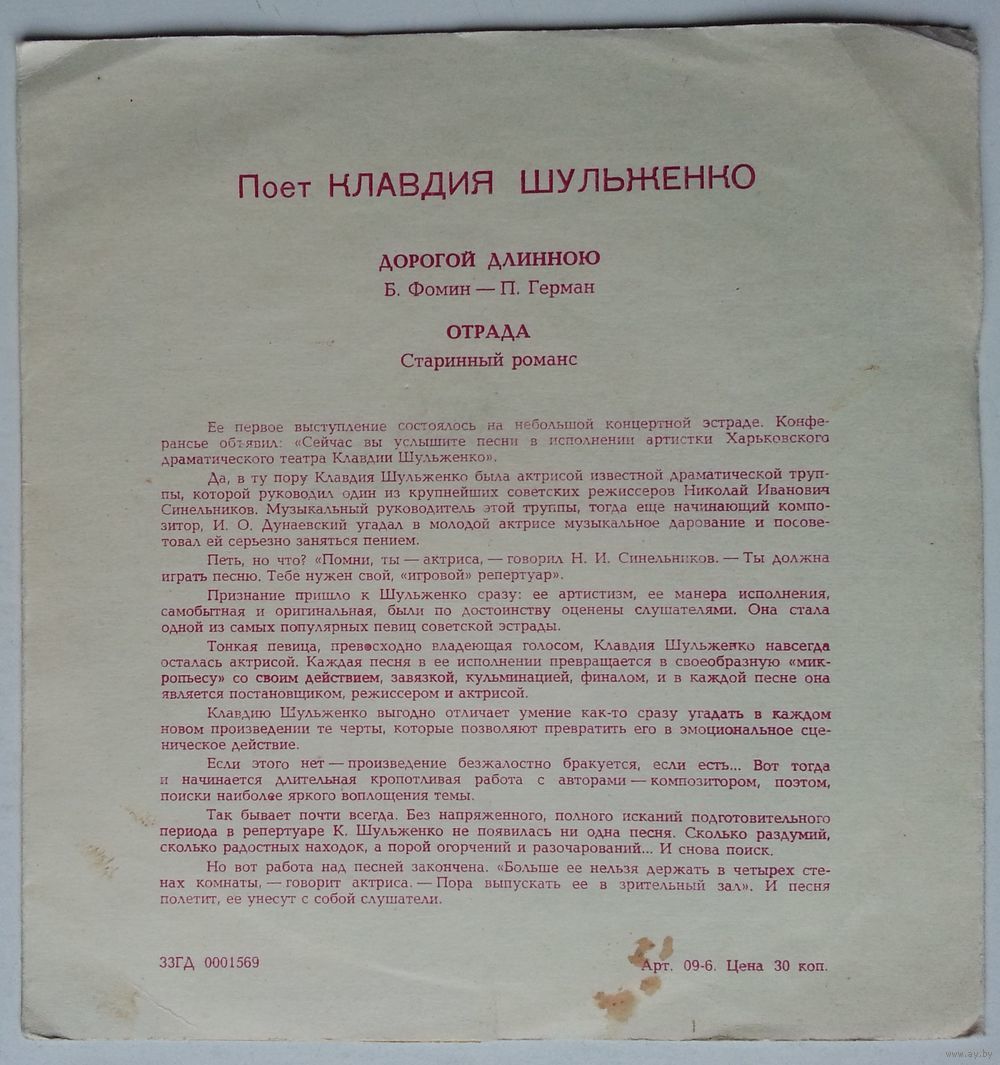 Поет КЛАВДИЯ ШУЛЬЖЕНКО
ДОРОГОЙ ДЛИННОЮ
Б. Фомин — П. Герман
ОТРАДА
Старинный романс
Ее первое выступление состоялось на небольшой концертной эстраде. Конфе-
рансье объявил: «Сейчас вы услышите песни в исполнении артистки Харьковского
драматического театра Клавдии Шульженко».
Да, в ту пору Клавдия Шульженко была актрисой известной драматической труп-
пы, которой руководил один из крупнейших советских режиссеров Николай Иванович
Синельников. Музыкальный руководитель этой труппы, тогда еще начинающий компо-
зитор, И. О. Дунаевский угадал в молодой актрисе музыкальное дарование и посове-
товал ей серьезно заняться пением.
Петь, но что? «Помни, ты — актриса, — говорил Н. И. Синельников. — Ты должна
играть песню. Тебе нужен свой, «игровой» репертуар».
Признание пришло к Шульженко сразу: ее артистизм, ее манера исполнения,
самобытная и оригинальная, были по достоинству оценены слушателями. Она стала
одной из самых популярных певиц советской эстрады.
Тонкая певица, превосходно владеющая голосом, Клавдия Шульженко навсегда
осталась актрисой. Каждая песня в ее исполнении превращается в своеобразную «мик-
ропьесу» со своим действием, завязкой, кульминацией, финалом, и в каждой песне она
является постановщиком, режиссером и актрисой.
Клавдию Шульженко выгодно отличает умение как-то сразу угадать в каждом
новом произведении те черты, которые позволяют превратить его в эмоциональное сце-
ническое действие.
Если этого нет — произведение безжалостно бракуется, если есть... Вот тогда
и начинается длительная кропотливая работа с авторами — композитором, поэтом,
поиски наиболее яркого воплощения темы.
Так бывает почти всегда. Без напряженного, полного исканий подготовительного
периода в репертуаре К. Шульженко не появилась ни одна песня. Сколько раздумий,
сколько радостных находок, а порой огорчений и разочарований... И снова поиск.
Но вот работа над песней закончена. «Больше ее нельзя держать в четырех сте-
нах комнаты, — говорит актриса. — Пора выпускать ее в зрительный зал». И песня
полетит, ее унесут с собой слушатели.
33ГД 0001569
Арт. 09-6. Цена 30 коп.
www.ay.by